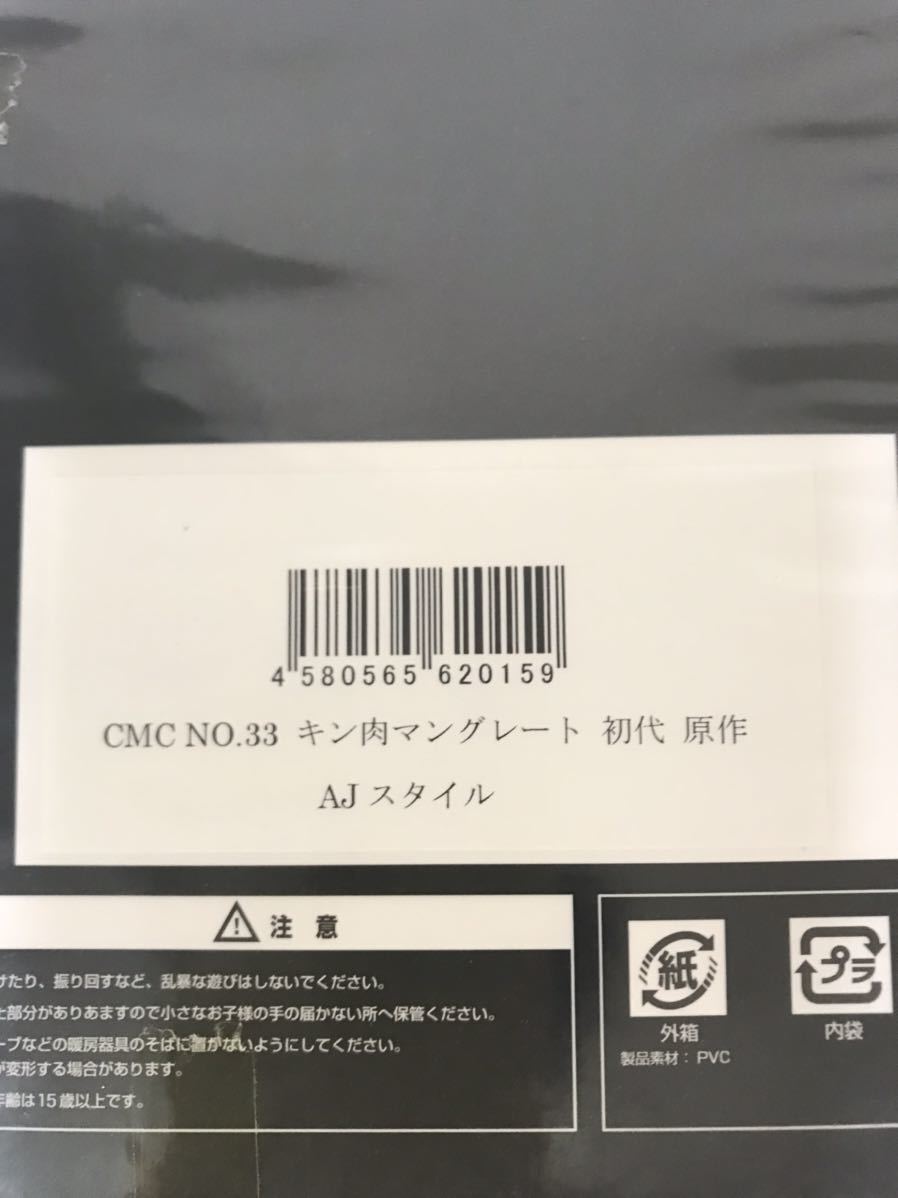 4 580565 620159
CMC NO.33 キン肉マングレート 初代 原作
AJ スタイル
注意
けたり、振り回すなど、乱暴な遊びはしないでください。
た部分がありあますので小さなお子様の手の届かない所へ保管ください。
ーブなどの暖房器具のそばに置かないようにしてください。
が変形する場合があります。
年齢は15歳以上です。
紙
外箱
プラ
内袋
製品素材：PVC